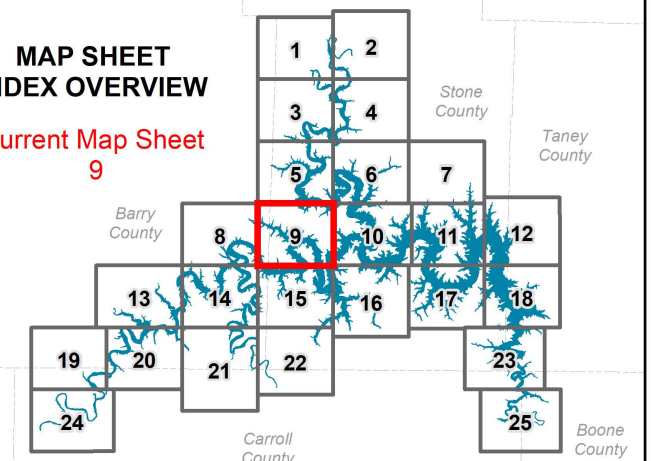 MAP SHEET
NDEX OVERVIEW
urrent Map Sheet
9
1
2
3
4
Stone
County
Taney
County
5
6
7
Barry
County
8
9
10
11
12
13
14
15
16
17
18
19
20
21
22
23
24
25
Carroll
County
Boone
County